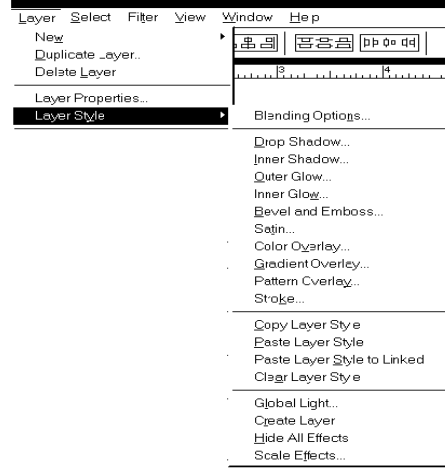 Layer Select Filter View Window Help
New
Duplicate Layer..
Delete Layer
3 4
Layer Properties...
Layer Style
Blending Options...
Drop Shadow...
Inner Shadow...
Outer Glow...
Inner Glow...
Bevel and Emboss...
Satin...
Color Overlay...
Gradient Overlay...
Pattern Overlay...
Stroke...
Copy Layer Style
Paste Layer Style
Paste Layer Style to Linked
Clear Layer Style
Global Light...
Create Layer
Hide All Effects
Scale Effects...